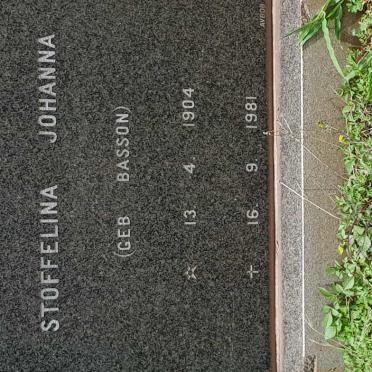 STOFFELINA JOHANNA
(GEB BASSON)
☆ 13. 4. 1904
+ 16. 9. 1981